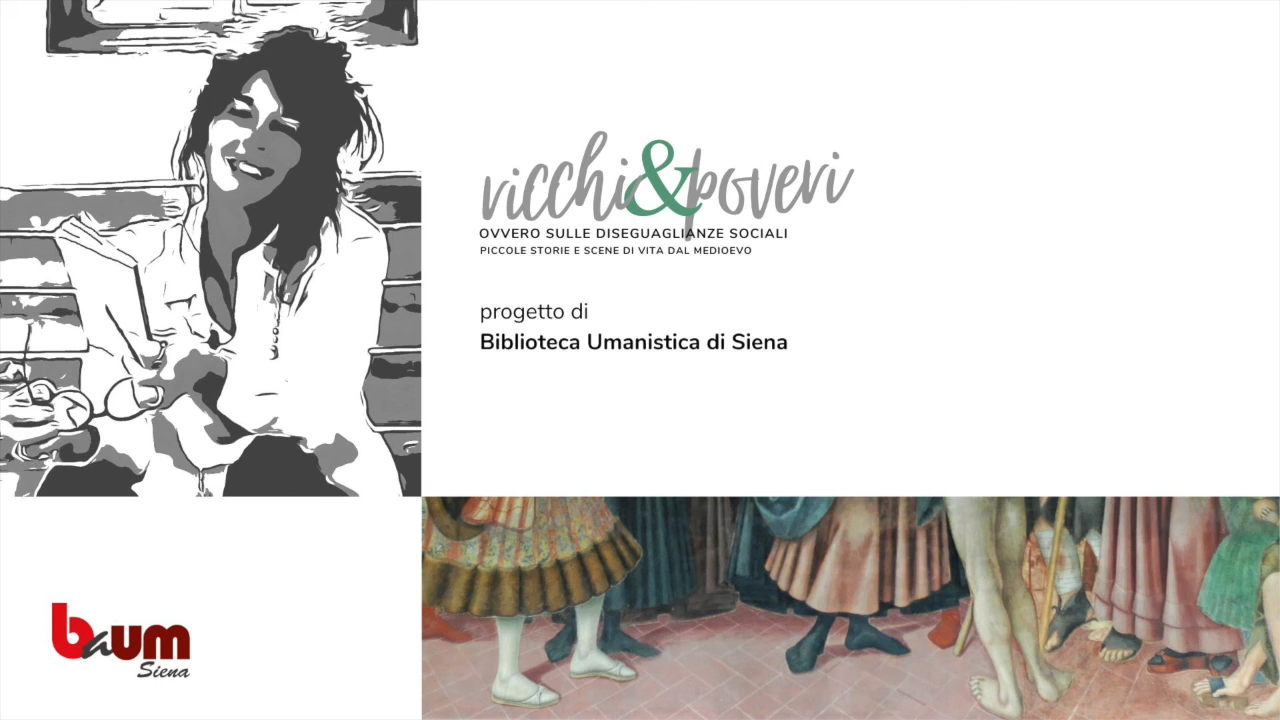 ricchi&poveri
OVVERO SULLE DISEGUAGLIANZE SOCIALI
PICCOLE STORIE E SCENE DI VITA DAL MEDIOEVO
progetto di
Biblioteca Umanistica di Siena
baUM
Siena